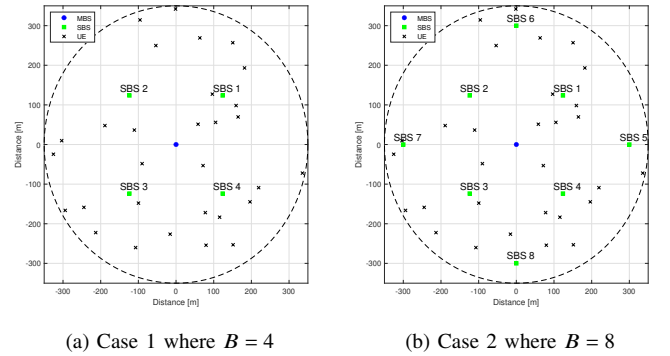 MBS
SBS
UE
SBS 2
SBS 1
SBS 3
SBS 4
300
200
100
0
-100
-200
-300
Distance [m]
-300 -200 -100 0 100 200 300
Distance [m]
(a) Case 1 where B = 4
MBS
SBS
UE
SBS 6
SBS 2
SBS 1
SBS 7
SBS 5
SBS 3
SBS 4
SBS 8
300
200
100
0
-100
-200
-300
Distance [m]
-300 -200 -100 0 100 200 300
Distance [m]
(b) Case 2 where B = 8